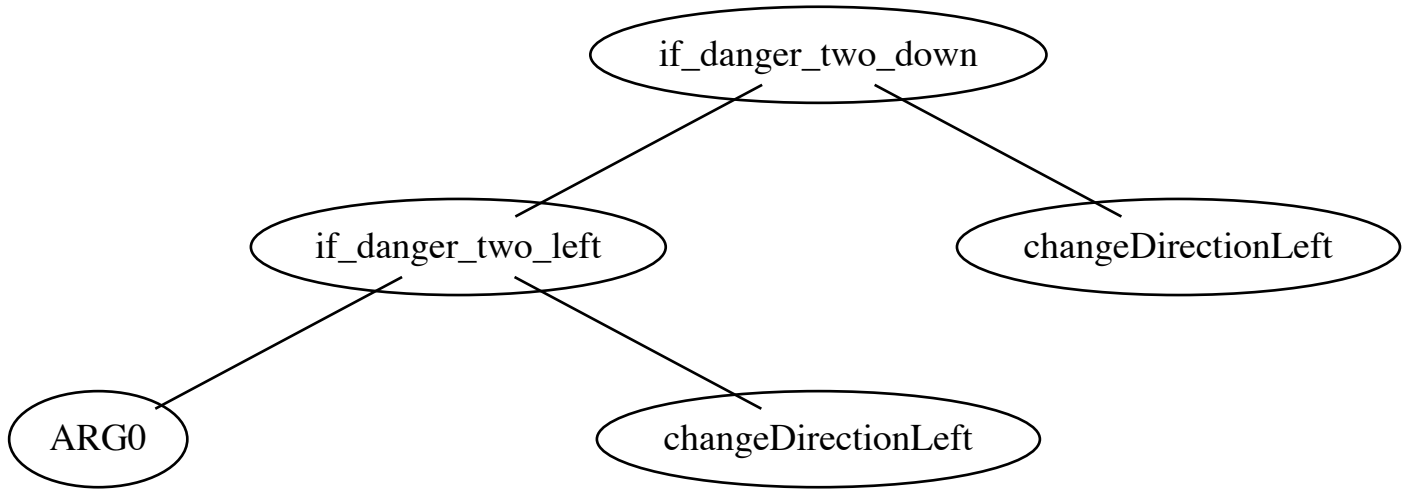 if_danger_two_down
if_danger_two_left
changeDirectionLeft
ARG0
changeDirectionLeft